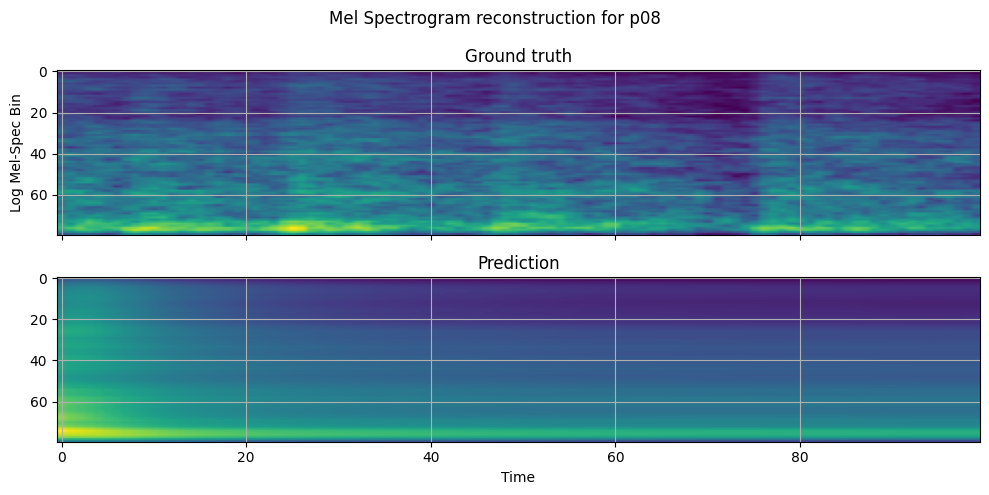 Mel Spectrogram reconstruction for p08
Ground truth
0
20
40
60
Log Mel-Spec Bin
Prediction
0
20
40
60
0 20 40 60 80
Time